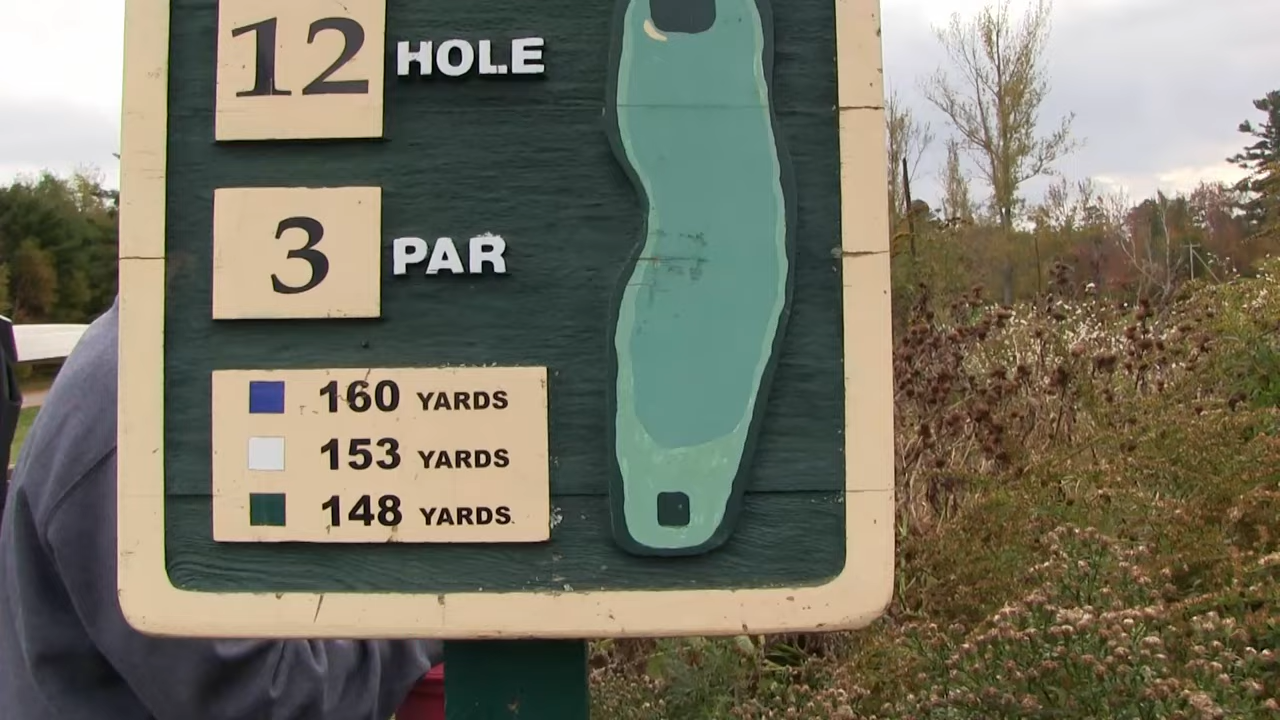 12 HOLE
3 PAR
160 YARDS
153 YARDS
148 YARDS